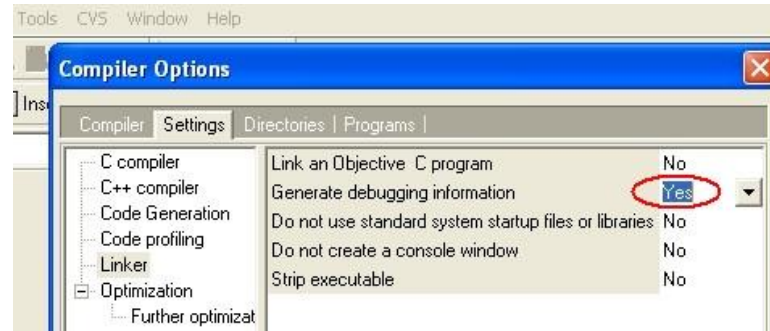 Tools CVS Window Help
Compiler Options
Ins
Compiler Settings Directories | Programs |
C compiler
C++ compiler
Code Generation
Code profiling
Linker
Optimization
Further optimizat
Link an Objective C program No
Generate debugging information Yes
Do not use standard system startup files or libraries No
Do not create a console window No
Strip executable No